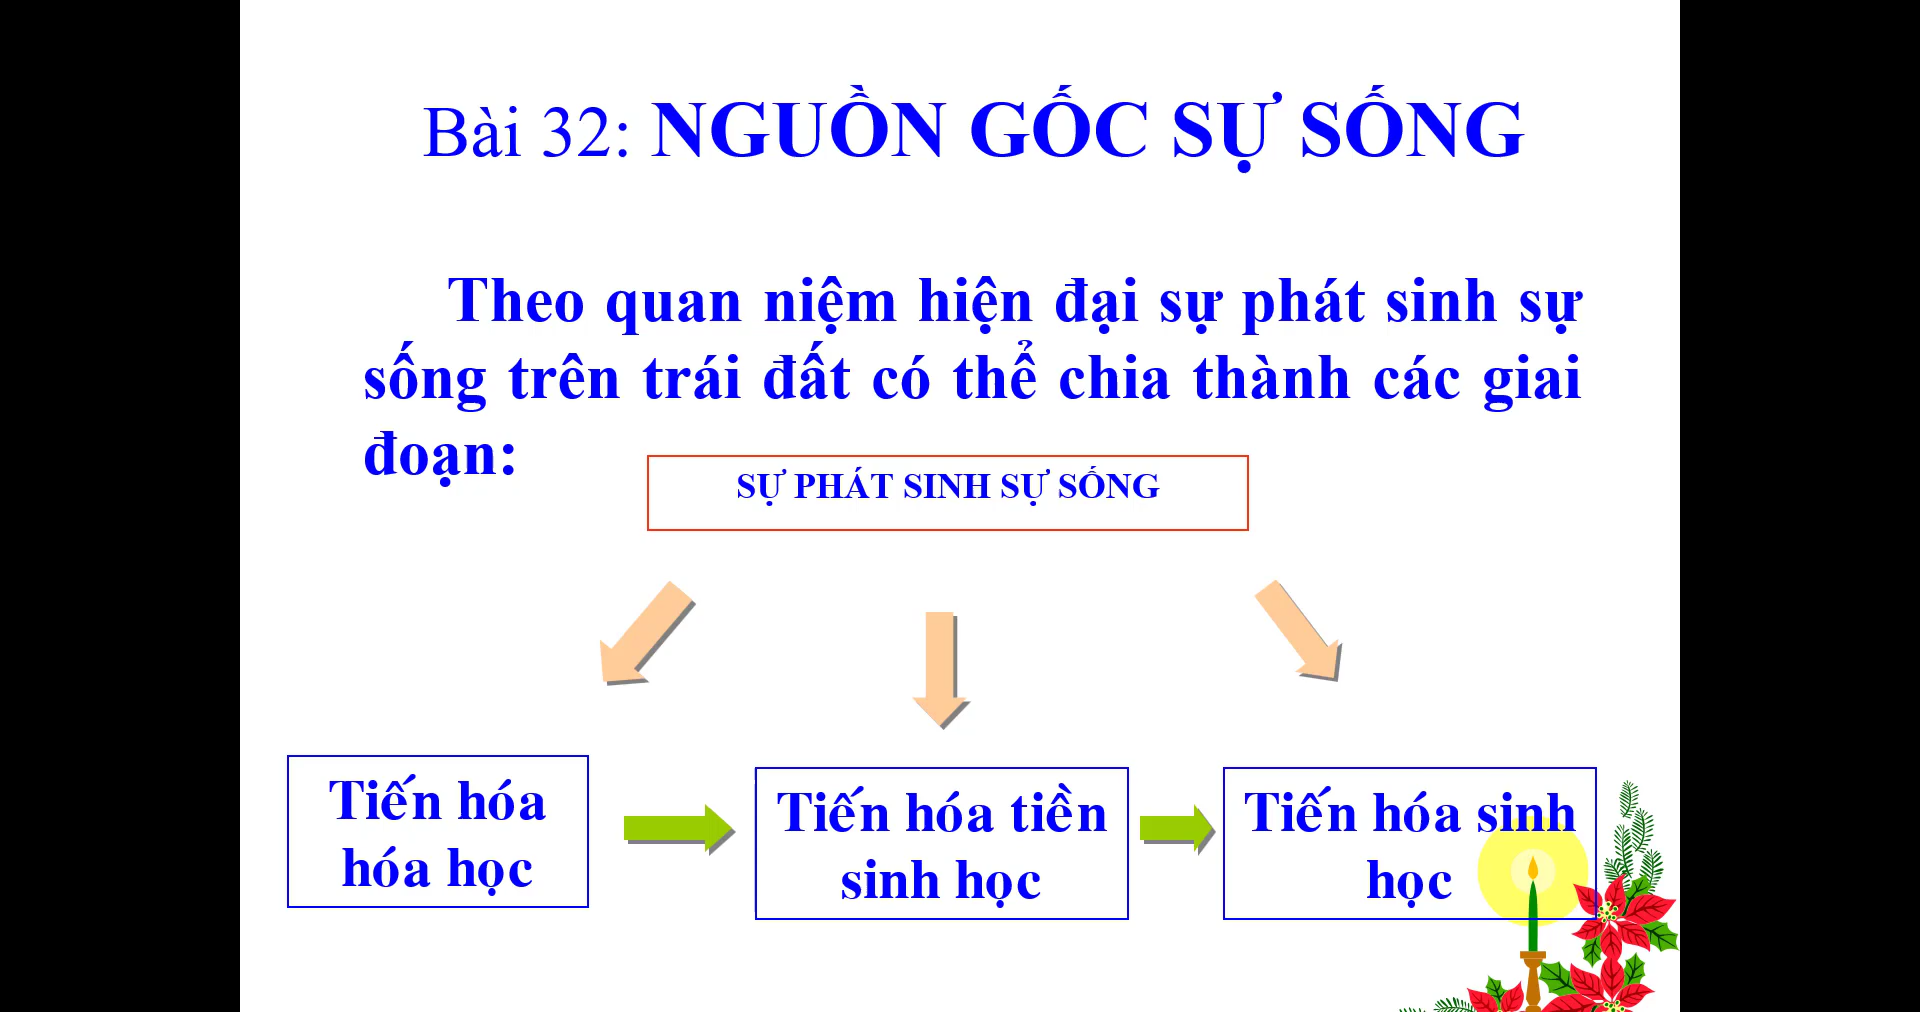 Bài 32: NGUỒN GỐC SỰ SỐNG
Theo quan niệm hiện đại sự phát sinh sự
sống trên trái đất có thể chia thành các giai
đoạn:
SỰ PHÁT SINH SỰ SỐNG
Tiến hóa
hóa học
Tiến hóa tiền
sinh học
Tiến hóa sinh
học